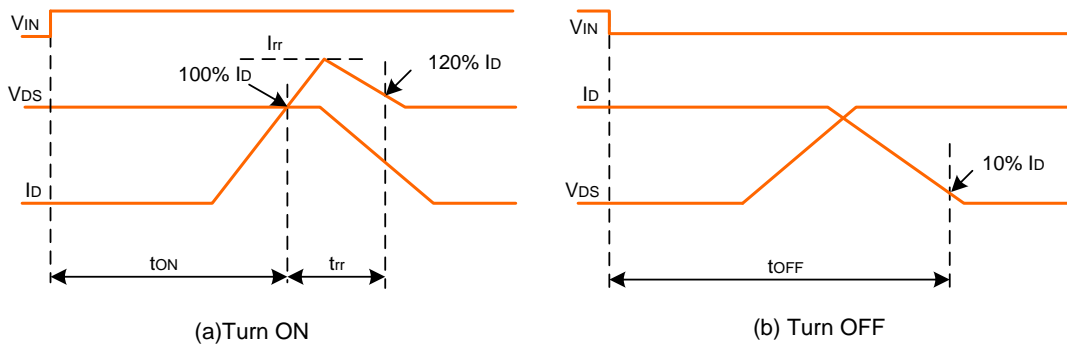 VIN
Irr
100% ID
120% ID
VDS
ID
tON
trr
(a)Turn ON
VIN
ID
10% ID
VDS
tOFF
(b) Turn OFF